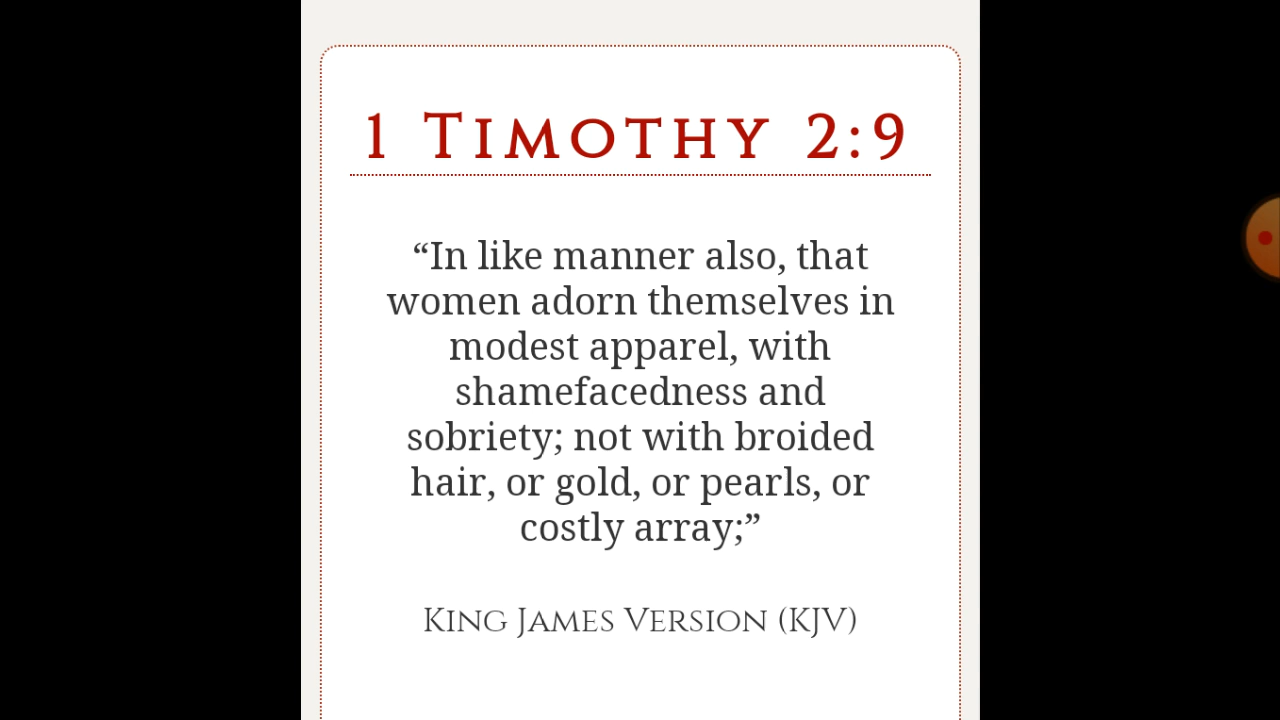 1 Timothy 2:9
“In like manner also, that
women adorn themselves in
modest apparel, with
shamefacedness and
sobriety; not with broided
hair, or gold, or pearls, or
costly array;”
King James Version (KJV)